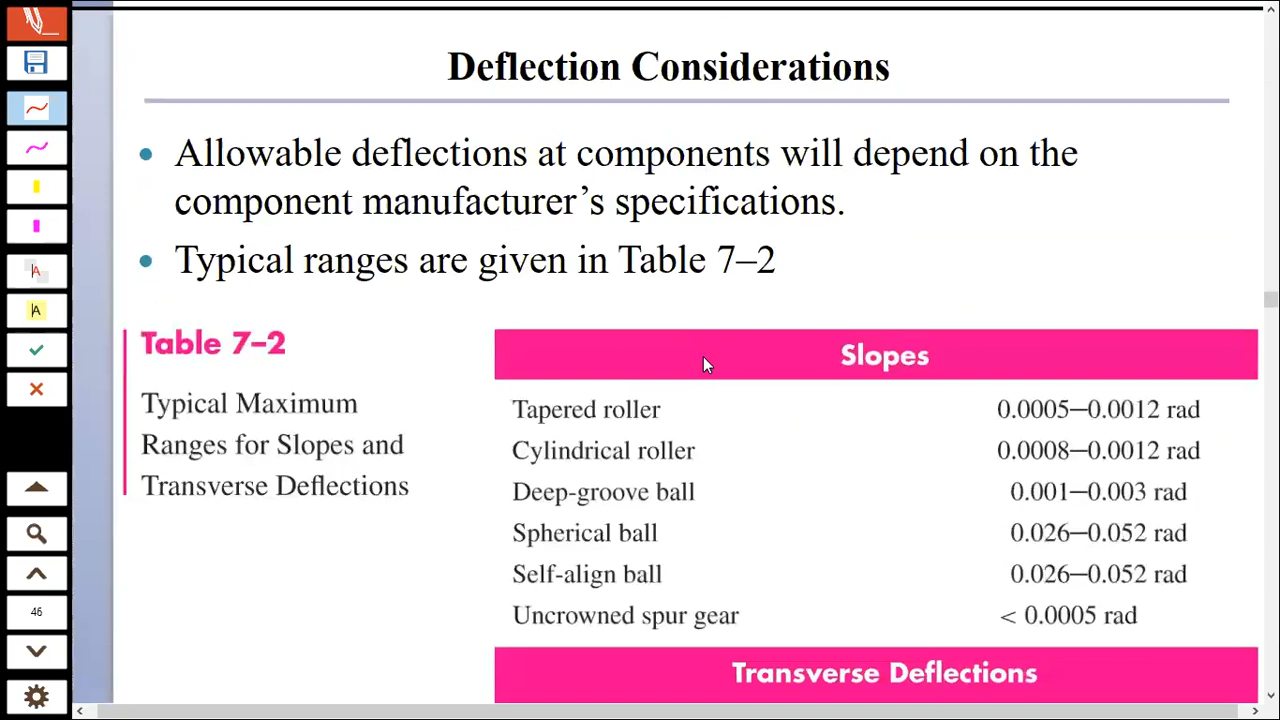 Deflection Considerations
• Allowable deflections at components will depend on the
component manufacturer’s specifications.
• Typical ranges are given in Table 7–2
Table 7–2
Typical Maximum
Ranges for Slopes and
Transverse Deflections
Slopes
Tapered roller 0.0005–0.0012 rad
Cylindrical roller 0.0008–0.0012 rad
Deep-groove ball 0.001–0.003 rad
Spherical ball 0.026–0.052 rad
Self-align ball 0.026–0.052 rad
Uncrowned spur gear < 0.0005 rad
Transverse Deflections
A
A
46